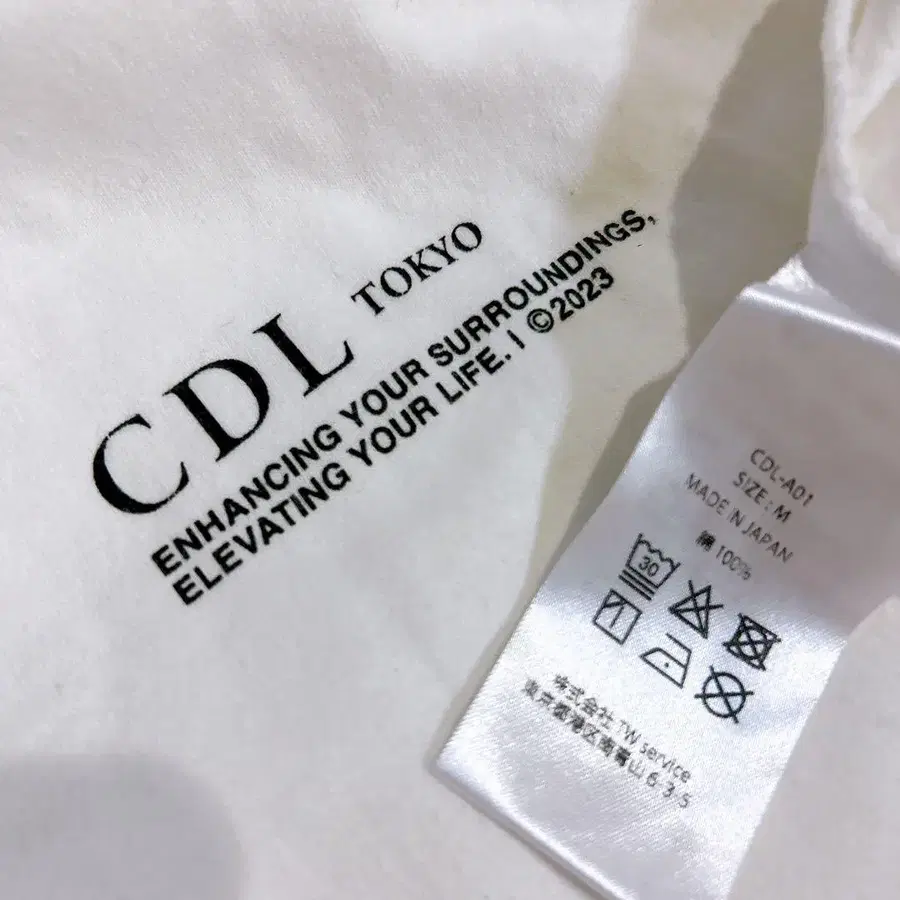 CDL TOKYO
ENHANCING YOUR SURROUNDINGS,
ELEVATING YOUR LIFE. | ©2023
CDL-A01
SIZE : M
MADE IN JAPAN
綿 100%
30
株式会社 TW service
東京都港区南青山 6-3-5